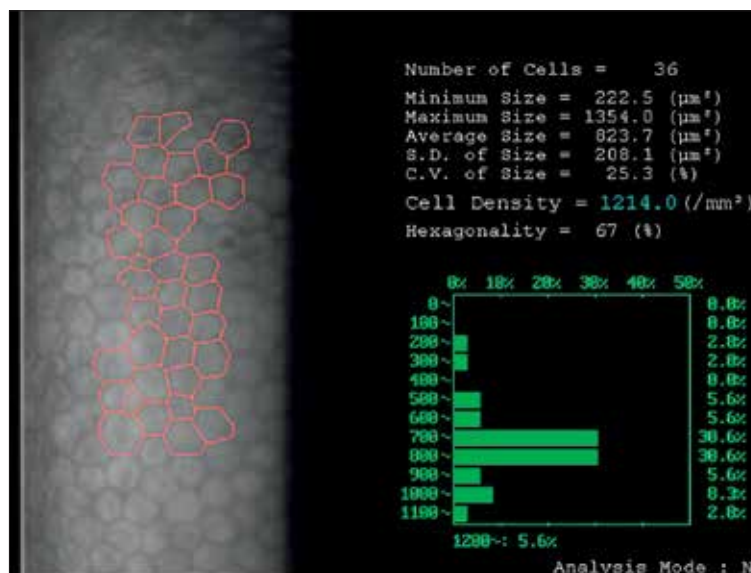 Number of Cells = 36
Minimum Size = 222.5 (μm²)
Maximum Size = 1354.0 (μm²)
Average Size = 823.7 (μm²)
S.D. of Size = 208.1 (μm²)
C.V. of Size = 25.3 (%)
Cell Density = 1214.0 (/mm²)
Hexagonality = 67 (%)
0% 10% 20% 30% 40% 50%
0~ 0.0%
100~ 0.0%
200~ 2.8%
300~ 2.8%
400~ 0.0%
500~ 5.6%
600~ 5.6%
700~ 30.6%
800~ 30.6%
900~ 5.6%
1000~ 8.3%
1100~ 2.8%
1200~: 5.6%
Analysis Mode :